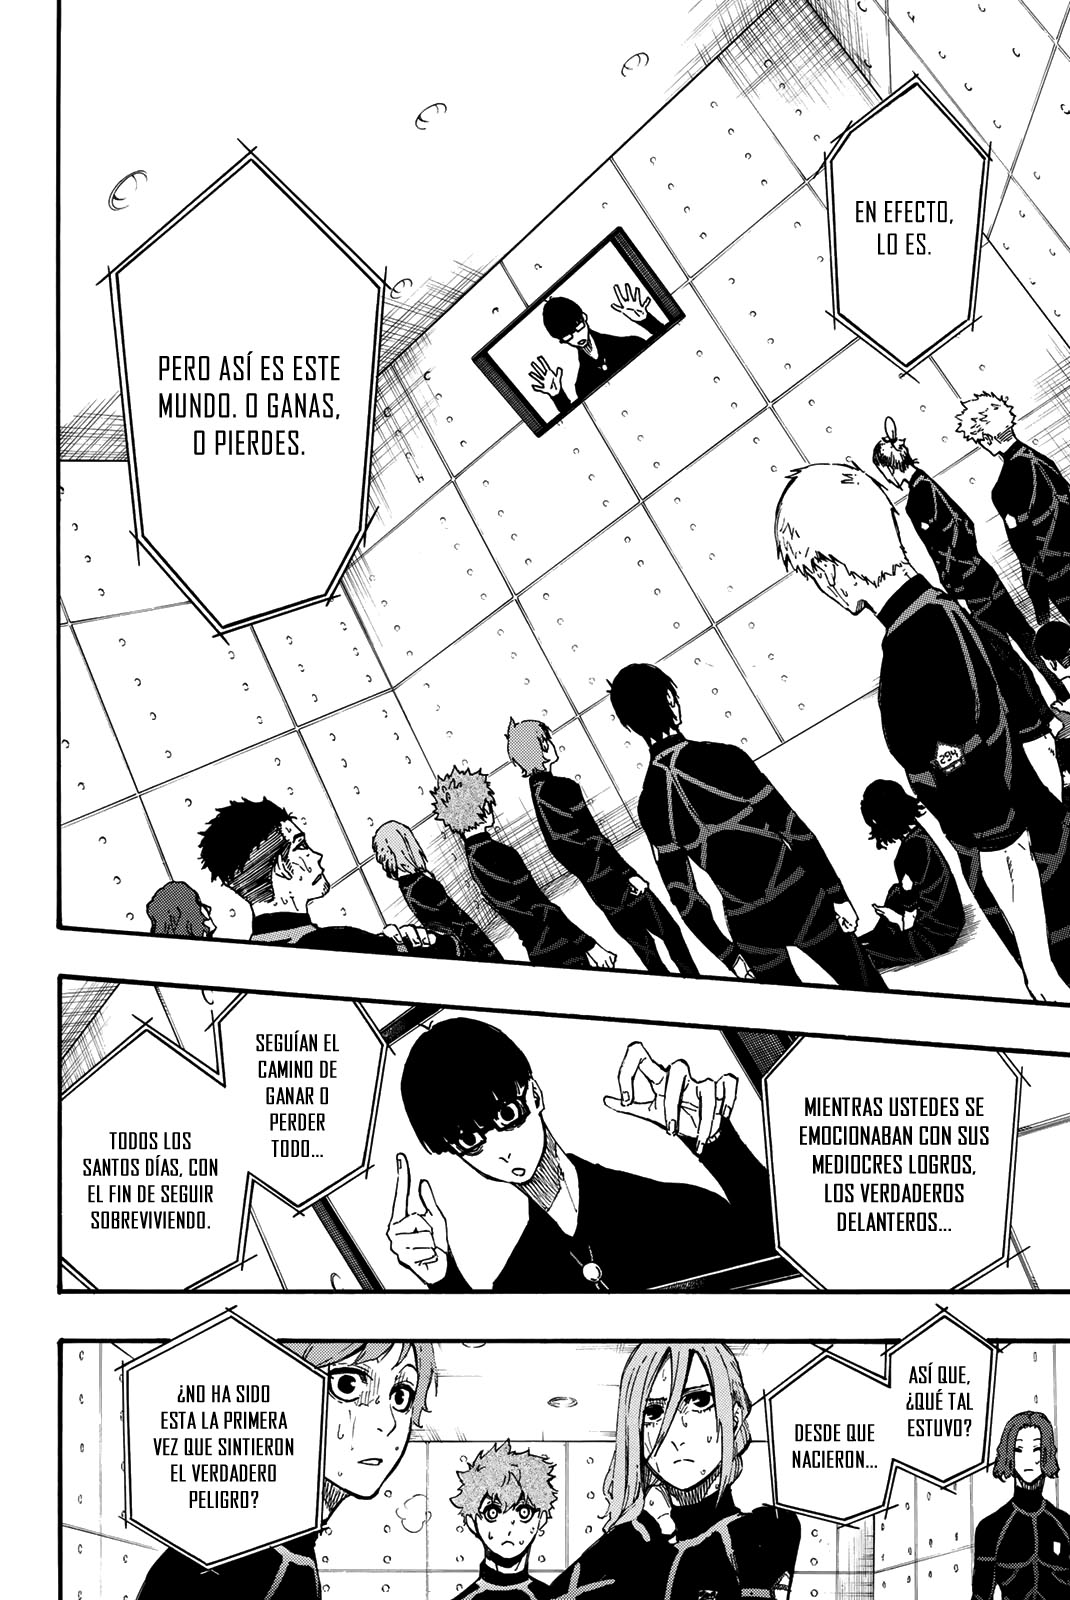 EN EFECTO,
LO ES.
PERO ASÍ ES ESTE
MUNDO. O GANAS,
O PIERDES.
294
MIENTRAS USTEDES SE
EMOCIONABAN CON SUS
MEDIOCRES LOGROS,
LOS VERDADEROS
DELANTEROS...
SEGUÍAN EL
CAMINO DE
GANAR O
PERDER
TODO...
TODOS LOS
SANTOS DÍAS, CON
EL FIN DE SEGUIR
SOBREVIVIENDO.
ASÍ QUE,
¿QUÉ TAL
ESTUVO?
DESDE QUE
NACIERON...
¿NO HA SIDO
ESTA LA PRIMERA
VEZ QUE SINTIERON
EL VERDADERO
PELIGRO?